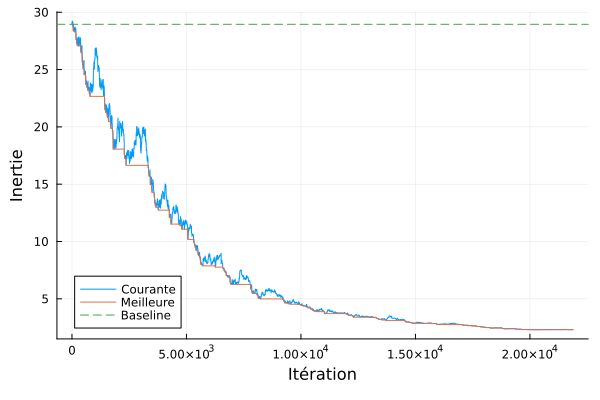 30
25
20
15
10
5
Inertie
Courante
Meilleure
Baseline
0
5.00×10³
1.00×10⁴
1.50×10⁴
2.00×10⁴
Itération